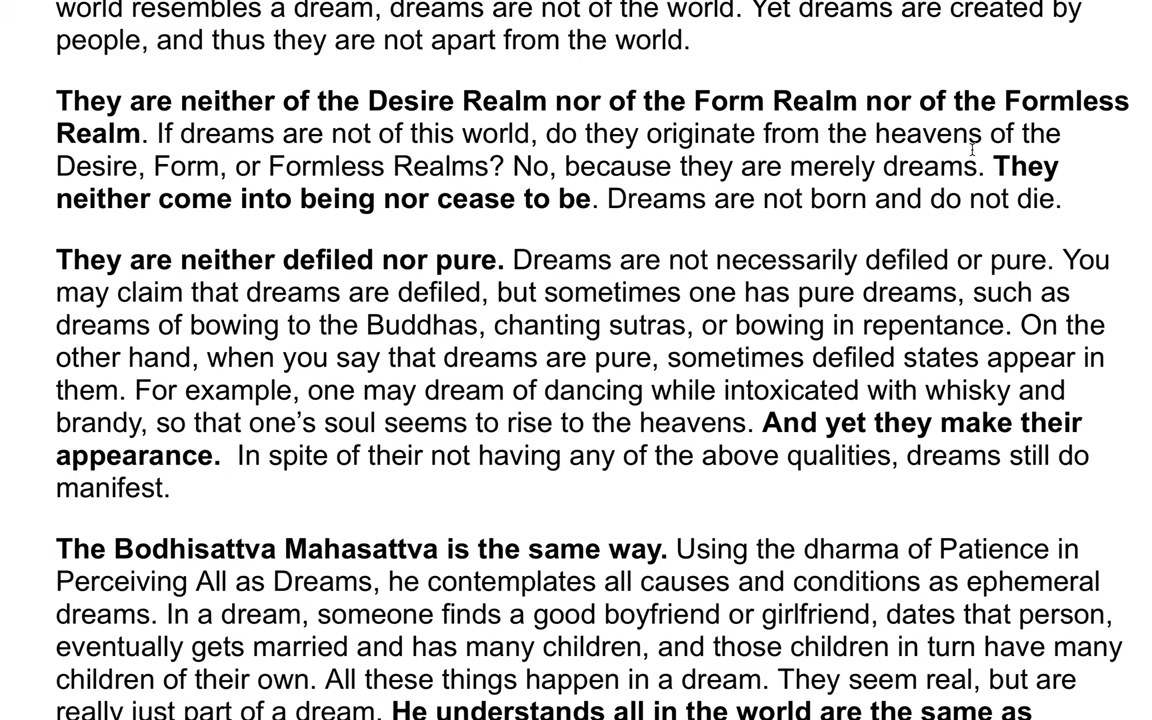 world resembles a dream, dreams are not of the world. Yet dreams are created by
people, and thus they are not apart from the world.
They are neither of the Desire Realm nor of the Form Realm nor of the Formless
Realm. If dreams are not of this world, do they originate from the heavens of the
Desire, Form, or Formless Realms? No, because they are merely dreams. They
neither come into being nor cease to be. Dreams are not born and do not die.
They are neither defiled nor pure. Dreams are not necessarily defiled or pure. You
may claim that dreams are defiled, but sometimes one has pure dreams, such as
dreams of bowing to the Buddhas, chanting sutras, or bowing in repentance. On the
other hand, when you say that dreams are pure, sometimes defiled states appear in
them. For example, one may dream of dancing while intoxicated with whisky and
brandy, so that one’s soul seems to rise to the heavens. And yet they make their
appearance.  In spite of their not having any of the above qualities, dreams still do
manifest.
The Bodhisattva Mahasattva is the same way. Using the dharma of Patience in
Perceiving All as Dreams, he contemplates all causes and conditions as ephemeral
dreams. In a dream, someone finds a good boyfriend or girlfriend, dates that person,
eventually gets married and has many children, and those children in turn have many
children of their own. All these things happen in a dream. They seem real, but are
really just part of a dream. He understands all in the world are the same as